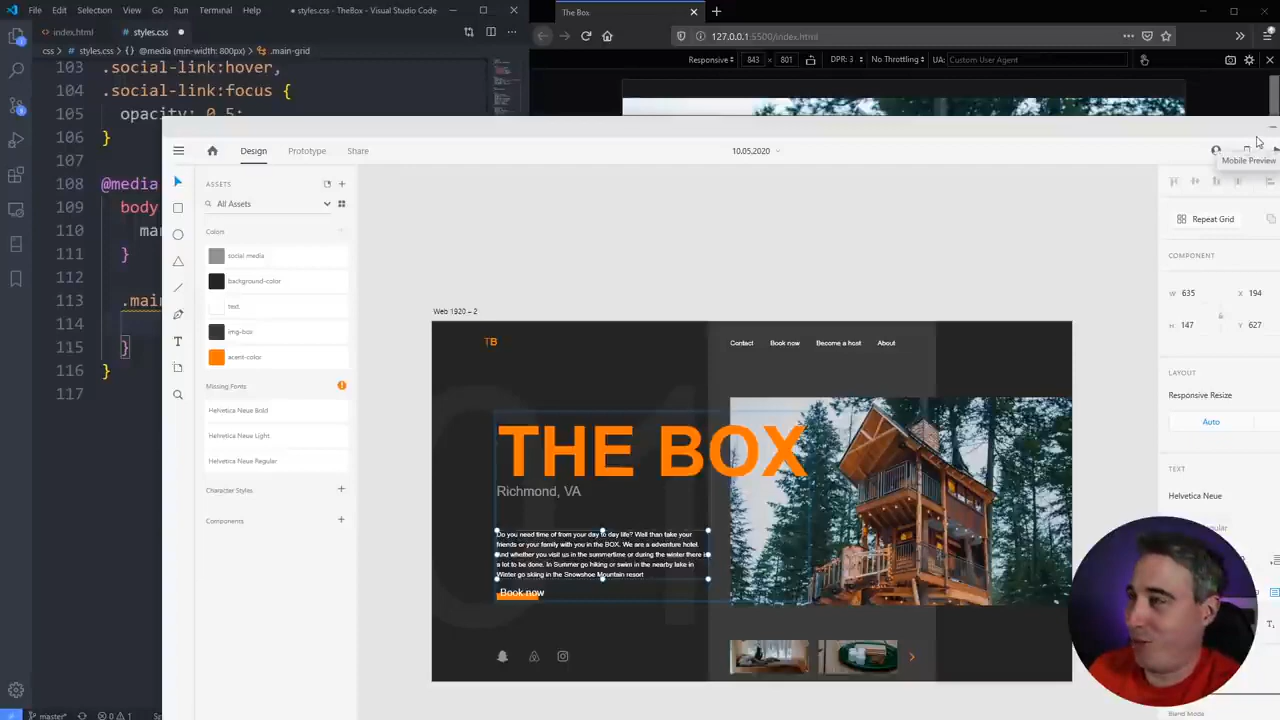 File Edit Selection View Go Run Terminal ● styles.css - TheBox - Visual Studio Code
The Box
index.html styles.css
127.0.0.1:5500/index.html
css > styles.css > {} @media (min-width: 800px) > .main-grid
Responsive 843 × 801 DPR: 3 No Throttling UA: Custom User Agent
103 .social-link:hover,
104 .social-link:focus {
105 opacity: 0.5;
106 }
107
108 @media
109 body
110
111 }
112
113 .main
114
115 }
116 }
117
Design Prototype Share
10.05.2020
Mobile Preview
ASSETS
All Assets
Colors
social media
background-color
text
img-box
acent-color
Missing Fonts
Helvetica Neue Bold
Helvetica Neue Light
Helvetica Neue Regular
Character Styles
Components
Web 1920 – 2
TB
Contact Book now Become a host About
01
THE BOX
Richmond, VA
Do you need time of from your day to day life? Well than take your
friends or your family with you in the BOX. We are a adventure hotel
And whether you visit us in the summertime or during the winter there is
a lot to be done. In Summer go hiking or swim in the nearby lake in
Winter go skiing in the Snowshoe Mountain resort
Book now
Repeat Grid
COMPONENT
W 635 X 194
H 147 Y 627
LAYOUT
Responsive Resize
Auto
TEXT
Helvetica Neue
Blend Mode
master* 0 1